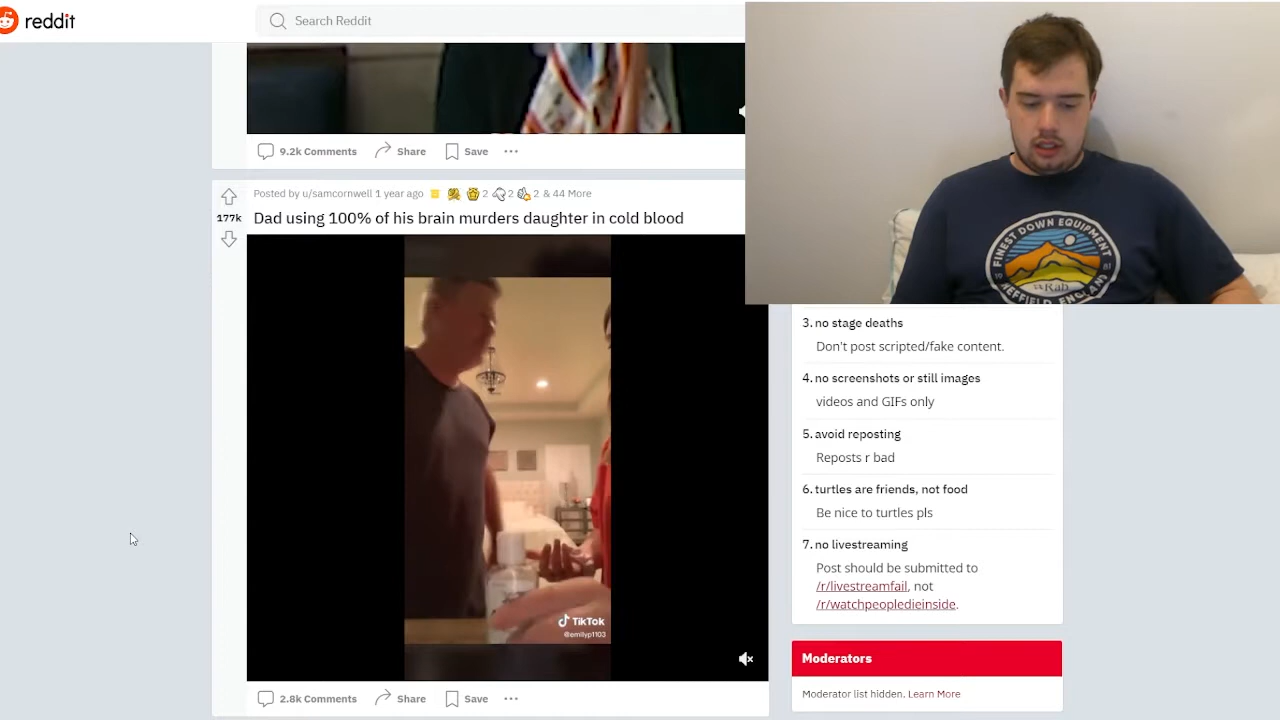 reddit
Search Reddit
9.2k Comments Share Save
Posted by u/samcornwell 1 year ago 2 2 2 & 44 More
177k
Dad using 100% of his brain murders daughter in cold blood
TikTok
@emilyp1103
2.8k Comments Share Save
FINEST DOWN EQUIPMENT
Rab
SHEFFIELD, ENGLAND
3. no stage deaths
Don't post scripted/fake content.
4. no screenshots or still images
videos and GIFs only
5. avoid reposting
Reposts r bad
6. turtles are friends, not food
Be nice to turtles pls
7. no livestreaming
Post should be submitted to
/r/livestreamfail, not
/r/watchpeopledieinside.
Moderators
Moderator list hidden. Learn More